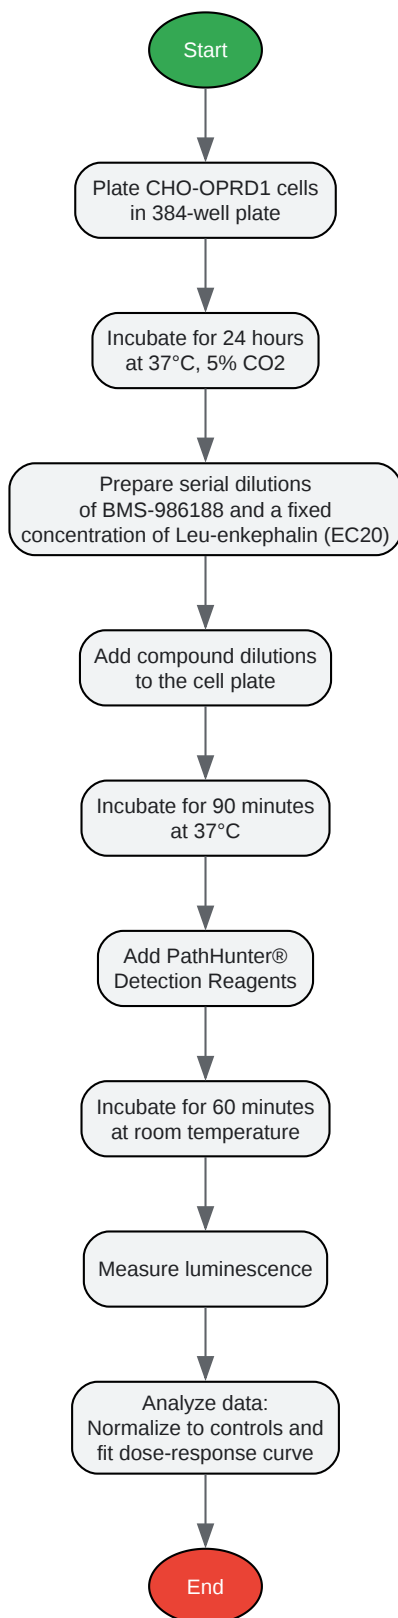 Start
Plate CHO-OPRD1 cells
in 384-well plate
Incubate for 24 hours
at 37°C, 5% CO2
Prepare serial dilutions
of BMS-986188 and a fixed
concentration of Leu-enkephalin (EC20)
Add compound dilutions
to the cell plate
Incubate for 90 minutes
at 37°C
Add PathHunter®
Detection Reagents
Incubate for 60 minutes
at room temperature
Measure luminescence
Analyze data:
Normalize to controls and
fit dose-response curve
End